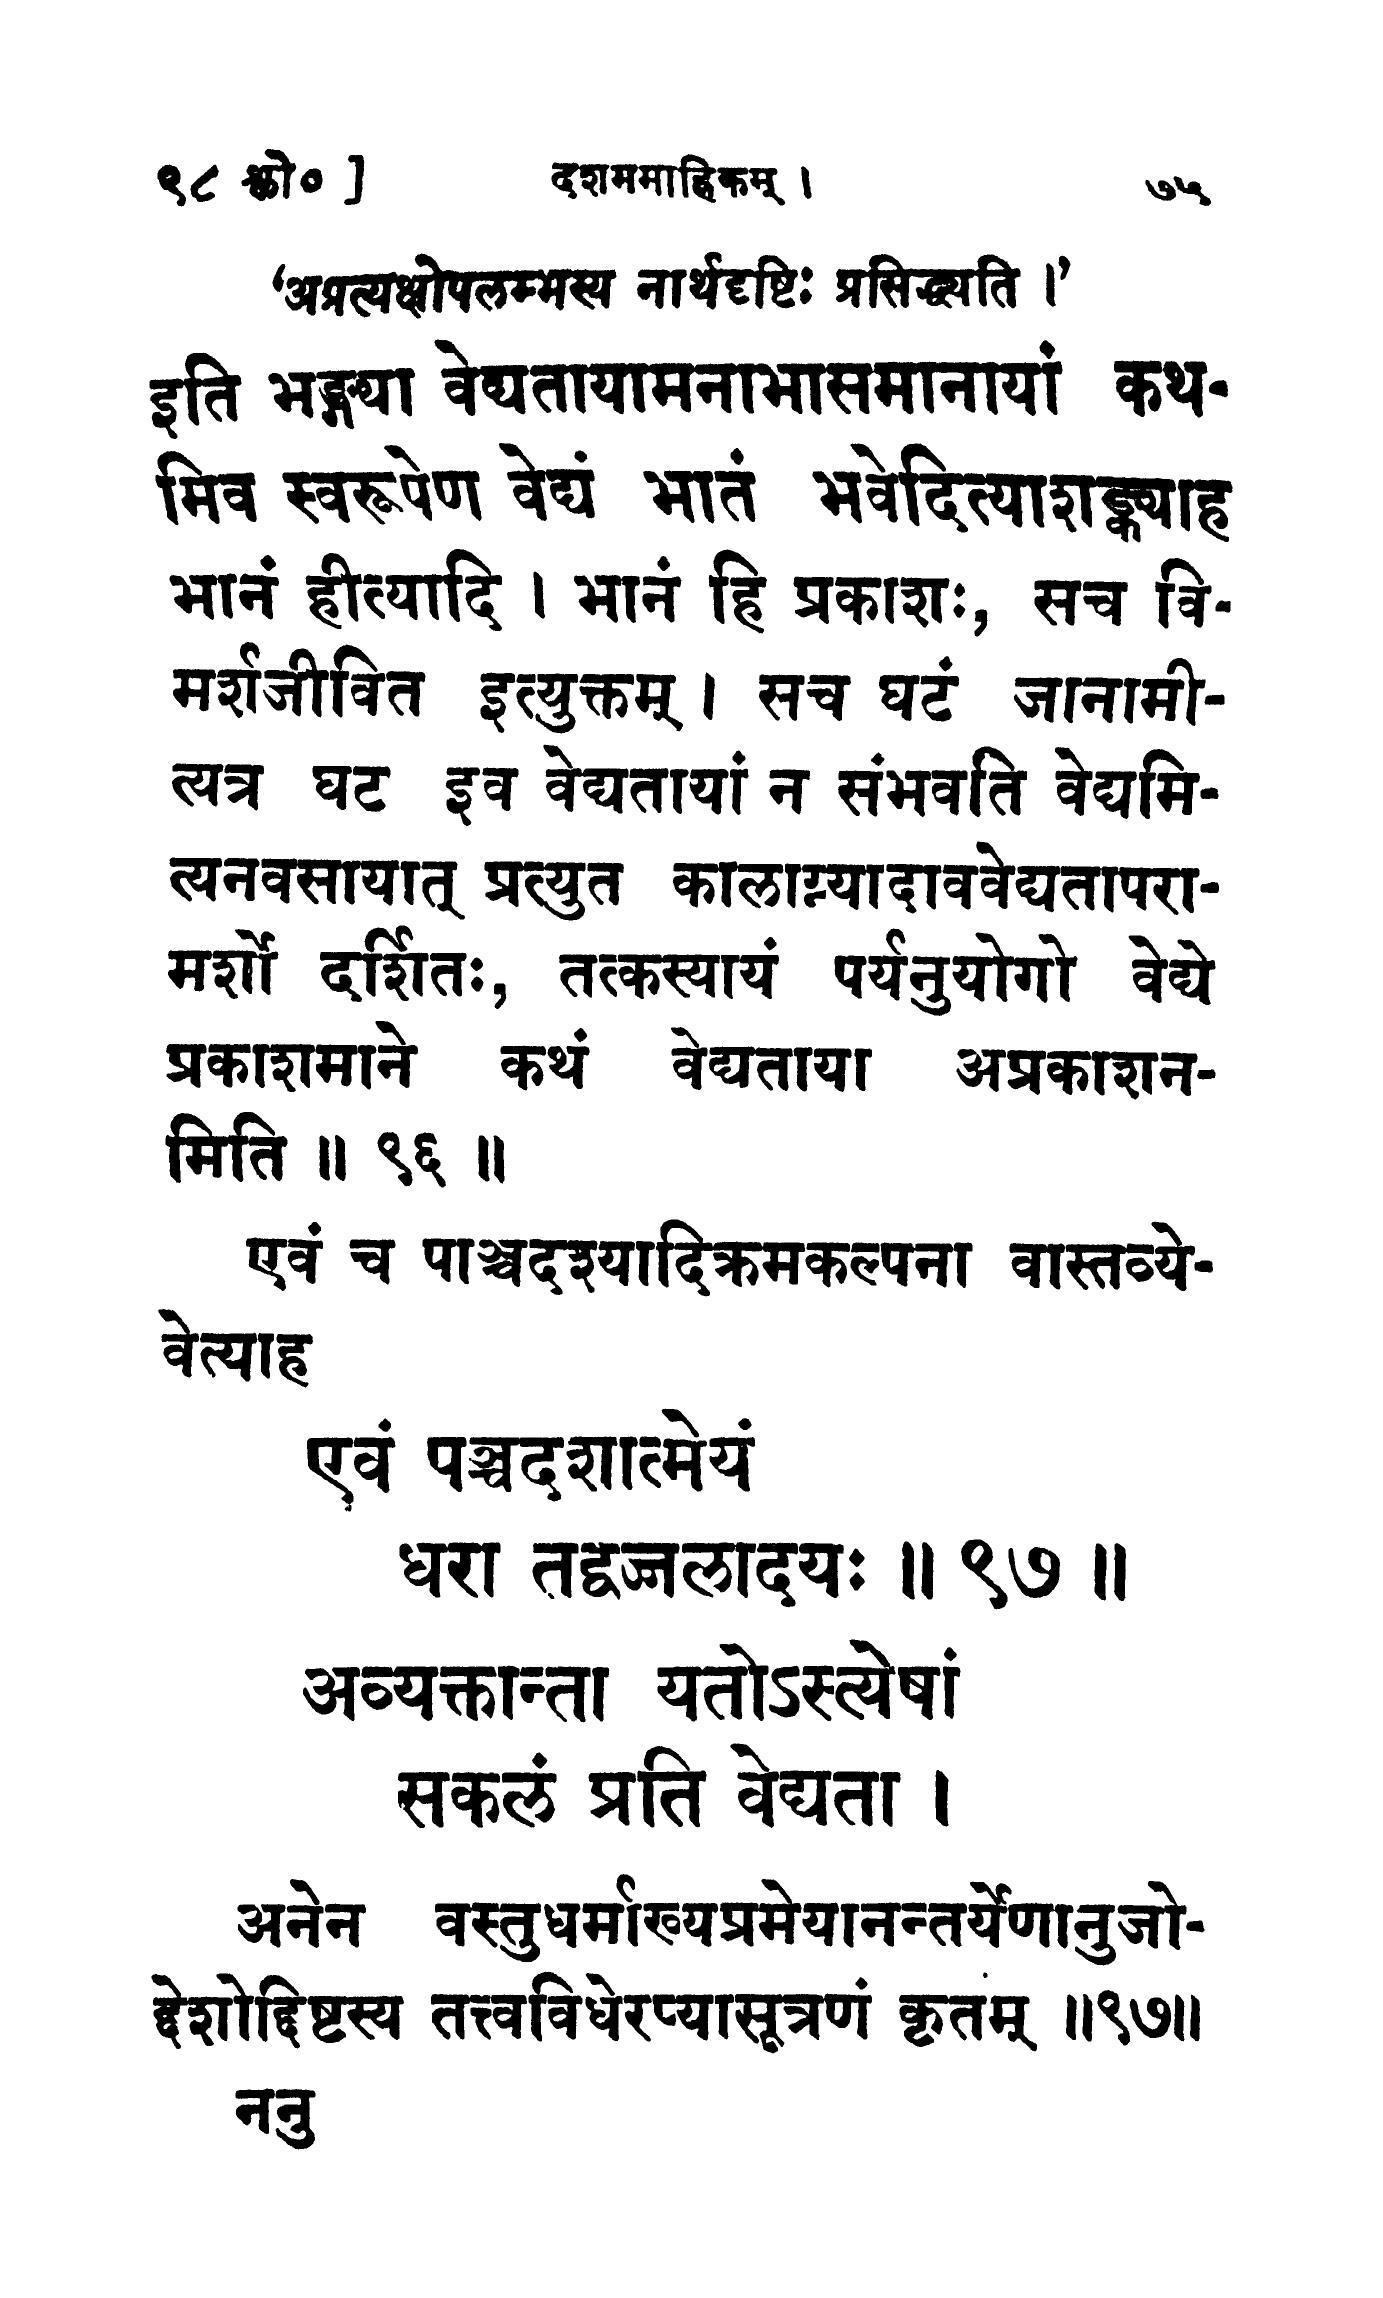 ९८ श्लो० ]
दशममाह्निकम् ।
७५
‘अप्रत्यक्षोपलम्भस्य नार्थदृष्टिः प्रसिद्ध्यति ।’
इति भङ्ग्या वेद्यतायामनाभासमानायां कथ-
मिव स्वरूपेण वेद्यं भातं भवेदित्याशङ्क्याह
भानं हीत्यादि । भानं हि प्रकाशः, सच वि-
मर्शजीवित इत्युक्तम् । सच घटं जानामी-
त्यत्र घट इव वेद्यतायां न संभवति वेद्यमि-
त्यनवसायात् प्रत्युत कालाग्न्यादाववेद्यतापरा-
मर्शो दर्शितः, तत्कस्यायं पर्यनुयोगो वेद्ये
प्रकाशमाने कथं वेद्यताया अप्रकाशन-
मिति ॥ ९६ ॥
एवं च पाञ्चदश्यादिक्रमकल्पना वास्तव्ये-
वेत्याह
एवं पञ्चदशात्मेयं
धरा तद्वज्जलादयः ॥ ९७ ॥
अव्यक्तान्ता यतोऽस्त्येषां
सकलं प्रति वेद्यता ।
अनेन वस्तुधर्माख्यप्रमेयानन्तर्येणानुजो-
द्देशोद्दिष्टस्य तत्त्वविधेरप्यासूत्रणं कृतम् ॥९७॥
ननु